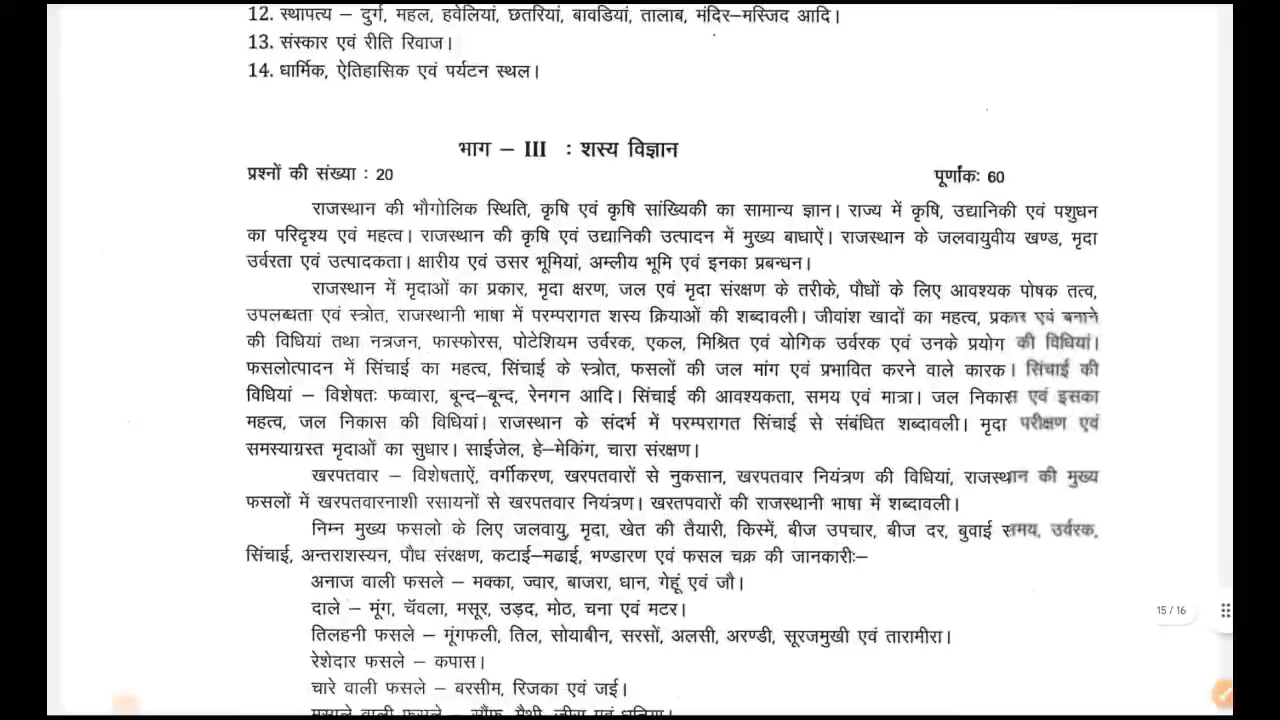 12. स्थापत्य – दुर्ग, महल, हवेलियां, छतरियां, बावडियां, तालाब, मंदिर–मस्जिद आदि।
13. संस्कार एवं रीति रिवाज।
14. धार्मिक, ऐतिहासिक एवं पर्यटन स्थल।
भाग – III : शस्य विज्ञान
प्रश्नों की संख्या : 20 पूर्णांकः 60
राजस्थान की भौगोलिक स्थिति, कृषि एवं कृषि सांख्यिकी का सामान्य ज्ञान। राज्य में कृषि, उद्यानिकी एवं पशुधन
का परिदृश्य एवं महत्व। राजस्थान की कृषि एवं उद्यानिकी उत्पादन में मुख्य बाधाऐं। राजस्थान के जलवायुवीय खण्ड, मृदा
उर्वरता एवं उत्पादकता। क्षारीय एवं उसर भूमियां, अम्लीय भूमि एवं इनका प्रबन्धन।
राजस्थान में मृदाओं का प्रकार, मृदा क्षरण, जल एवं मृदा संरक्षण के तरीके, पौधों के लिए आवश्यक पोषक तत्व,
उपलब्धता एवं स्त्रोत, राजस्थानी भाषा में परम्परागत शस्य क्रियाओं की शब्दावली। जीवांश खादों का महत्व, प्रकार एवं बनाने
की विधियां तथा नत्रजन, फास्फोरस, पोटेशियम उर्वरक, एकल, मिश्रित एवं योगिक उर्वरक एवं उनके प्रयोग की विधियां।
फसलोत्पादन में सिंचाई का महत्व, सिंचाई के स्त्रोत, फसलों की जल मांग एवं प्रभावित करने वाले कारक। सिंचाई की
विधियां – विशेषतः फव्वारा, बून्द–बून्द, रेनगन आदि। सिंचाई की आवश्यकता, समय एवं मात्रा। जल निकास एवं इसका
महत्व, जल निकास की विधियां। राजस्थान के संदर्भ में परम्परागत सिंचाई से संबंधित शब्दावली। मृदा परीक्षण एवं
समस्याग्रस्त मृदाओं का सुधार। साईजेल, हे–मेकिंग, चारा संरक्षण।
खरपतवार – विशेषताऐं, वर्गीकरण, खरपतवारों से नुकसान, खरपतवार नियंत्रण की विधियां, राजस्थान की मुख्य
फसलों में खरपतवारनाशी रसायनों से खरपतवार नियंत्रण। खरतपवारों की राजस्थानी भाषा में शब्दावली।
निम्न मुख्य फसलो के लिए जलवायु, मृदा, खेत की तैयारी, किस्में, बीज उपचार, बीज दर, बुवाई समय, उर्वरक,
सिंचाई, अन्तराशस्यन, पौध संरक्षण, कटाई–मढाई, भण्डारण एवं फसल चक्र की जानकारीः–
अनाज वाली फसले – मक्का, ज्वार, बाजरा, धान, गेहूं एवं जौ।
दाले – मूंग, चॅवला, मसूर, उड़द, मोठ, चना एवं मटर।
तिलहनी फसले – मूंगफली, तिल, सोयाबीन, सरसों, अलसी, अरण्डी, सूरजमुखी एवं तारामीरा।
रेशेदार फसले – कपास।
चारे वाली फसले – बरसीम, रिजका एवं जई।
मसाले वाली फसले – सौंफ, मैथी, जीरा एवं धनिया।
15 / 16